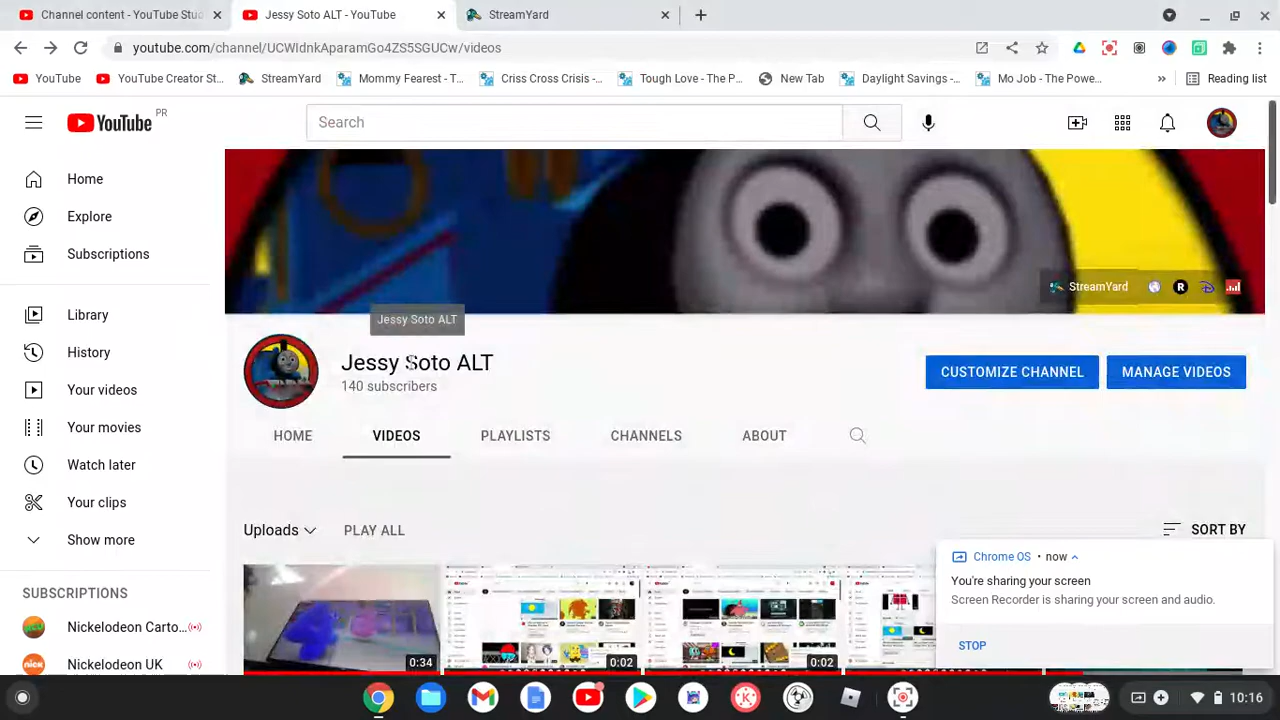 Channel content - YouTube Stud
Jessy Soto ALT - YouTube
StreamYard
youtube.com/channel/UCWIdnkAparamGo4ZS5SGUCw/videos
YouTube
YouTube Creator St...
StreamYard
Mommy Fearest - T...
Criss Cross Crisis -...
Tough Love - The P...
New Tab
Daylight Savings -...
Mo Job - The Powe...
»
Reading list
YouTube PR
Search
Home
Explore
Subscriptions
Library
History
Your videos
Your movies
Watch later
Your clips
Show more
SUBSCRIPTIONS
Nickelodeon Carto...
Nickelodeon UK
StreamYard
Jessy Soto ALT
Jessy Soto ALT
140 subscribers
CUSTOMIZE CHANNEL
MANAGE VIDEOS
HOME
VIDEOS
PLAYLISTS
CHANNELS
ABOUT
Uploads
PLAY ALL
SORT BY
0:34
0:02
0:02
Chrome OS • now
You're sharing your screen
Screen Recorder is sharing your screen and audio.
STOP
10:16